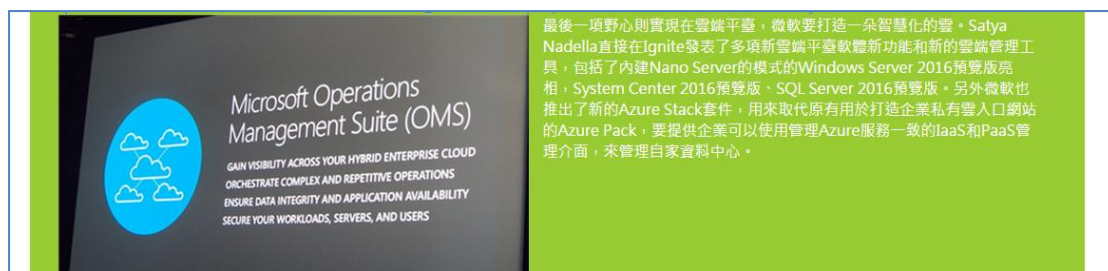 Microsoft Operations
Management Suite (OMS)
GAIN VISIBILITY ACROSS YOUR HYBRID ENTERPRISE CLOUD
ORCHESTRATE COMPLEX AND REPETITIVE OPERATIONS
ENSURE DATA INTEGRITY AND APPLICATION AVAILABILITY
SECURE YOUR WORKLOADS, SERVERS, AND USERS
最後一項野心則實現在雲端平臺，微軟要打造一朵智慧化的雲。Satya
Nadella直接在Ignite發表了多項新雲端平臺軟體新功能和新的雲端管理工
具，包括了內建Nano Server的模式的Windows Server 2016預覽版亮
相，System Center 2016預覽版、SQL Server 2016預覽版。另外微軟也
推出了新的Azure Stack套件，用來取代原有用於打造企業私有雲入口網站
的Azure Pack，要提供企業可以使用管理Azure服務一致的IaaS和PaaS管
理介面，來管理自家資料中心。